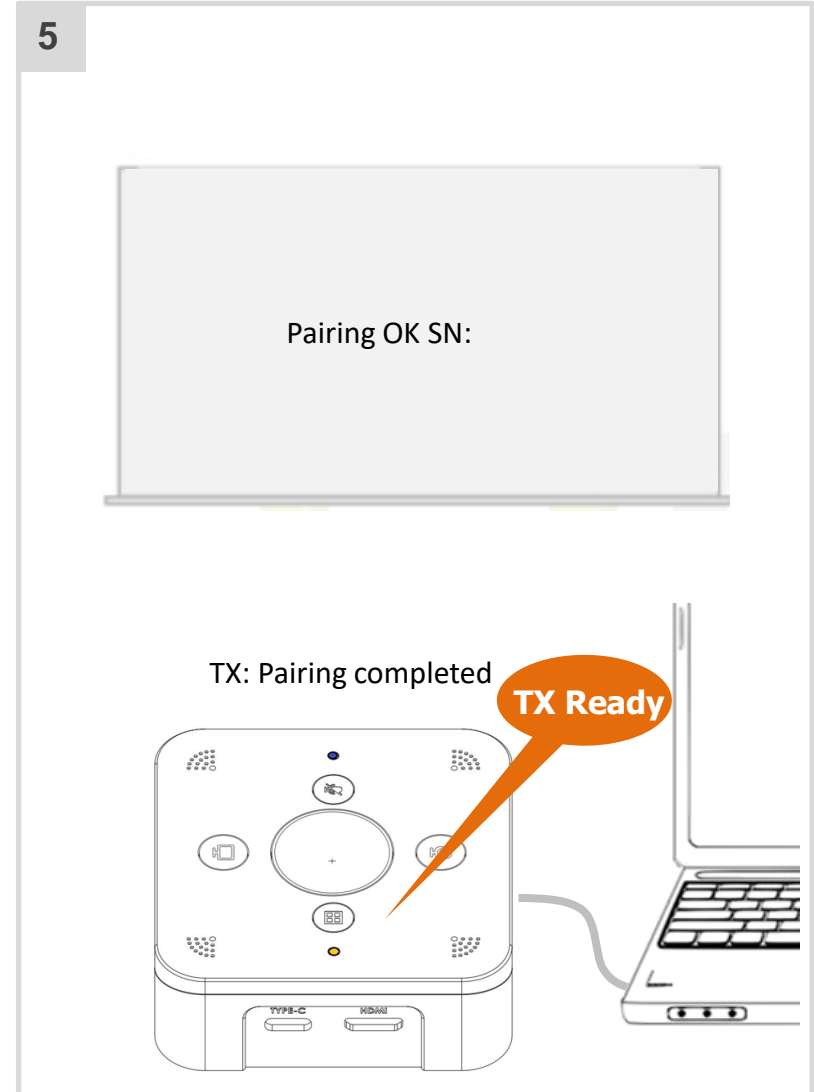 5
Pairing OK SN:
TX: Pairing completed
TX Ready
TYPE-C
HDMI